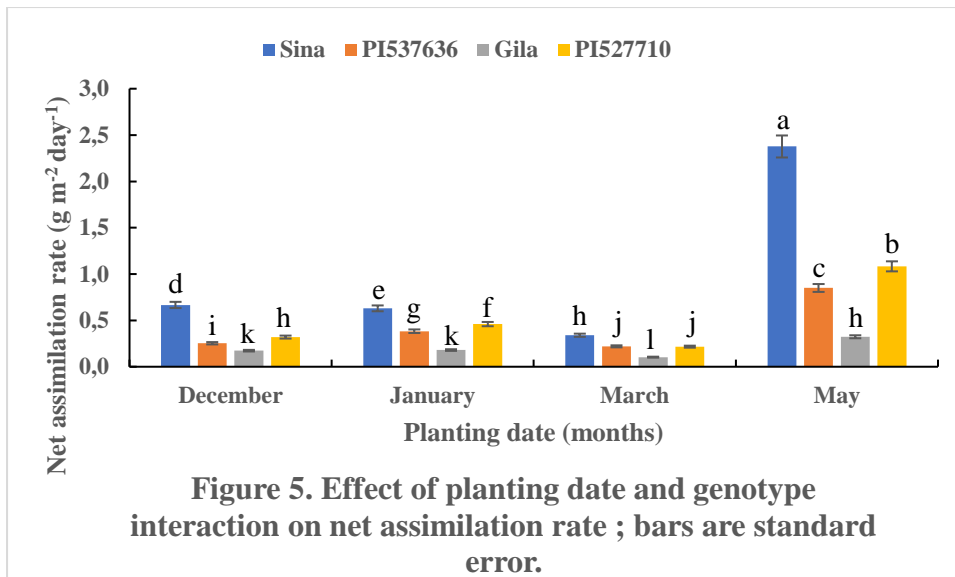 Sina PI537636 Gila PI527710
Net assimilation rate (g m-2 day-1)
3,0
2,5
2,0
1,5
1,0
0,5
0,0
d i k h
e g k f
h j l j
a c h b
December January March May
Planting date (months)
Figure 5. Effect of planting date and genotype
interaction on net assimilation rate ; bars are standard
error.